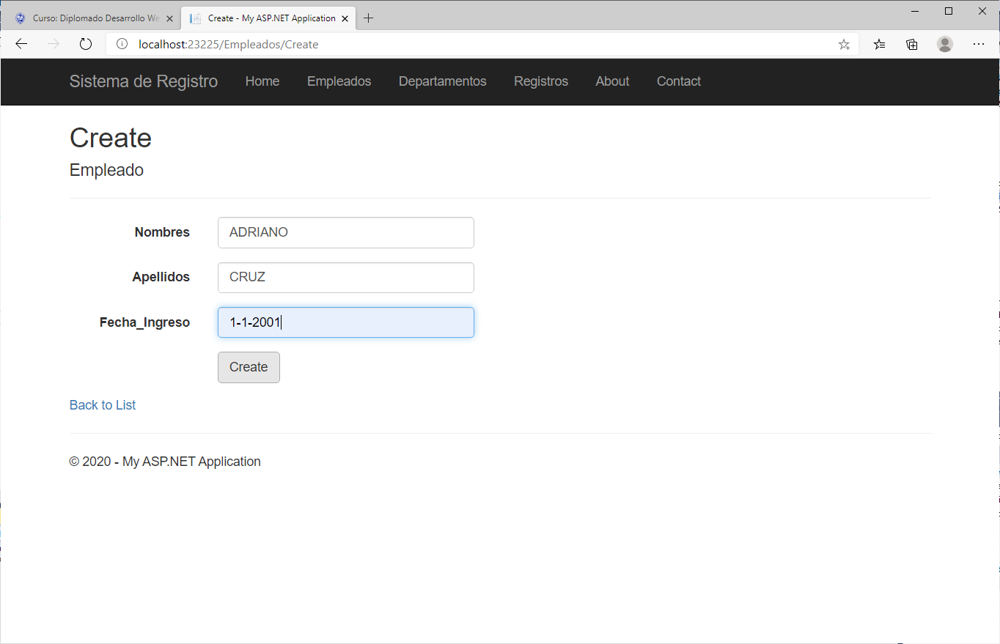 Curso: Diplomado Desarrollo We
Create - My ASP.NET Application
localhost:23225/Empleados/Create
Sistema de Registro Home Empleados Departamentos Registros About Contact
Create
Empleado
Nombres ADRIANO
Apellidos CRUZ
Fecha_Ingreso 1-1-2001
Create
Back to List
© 2020 - My ASP.NET Application